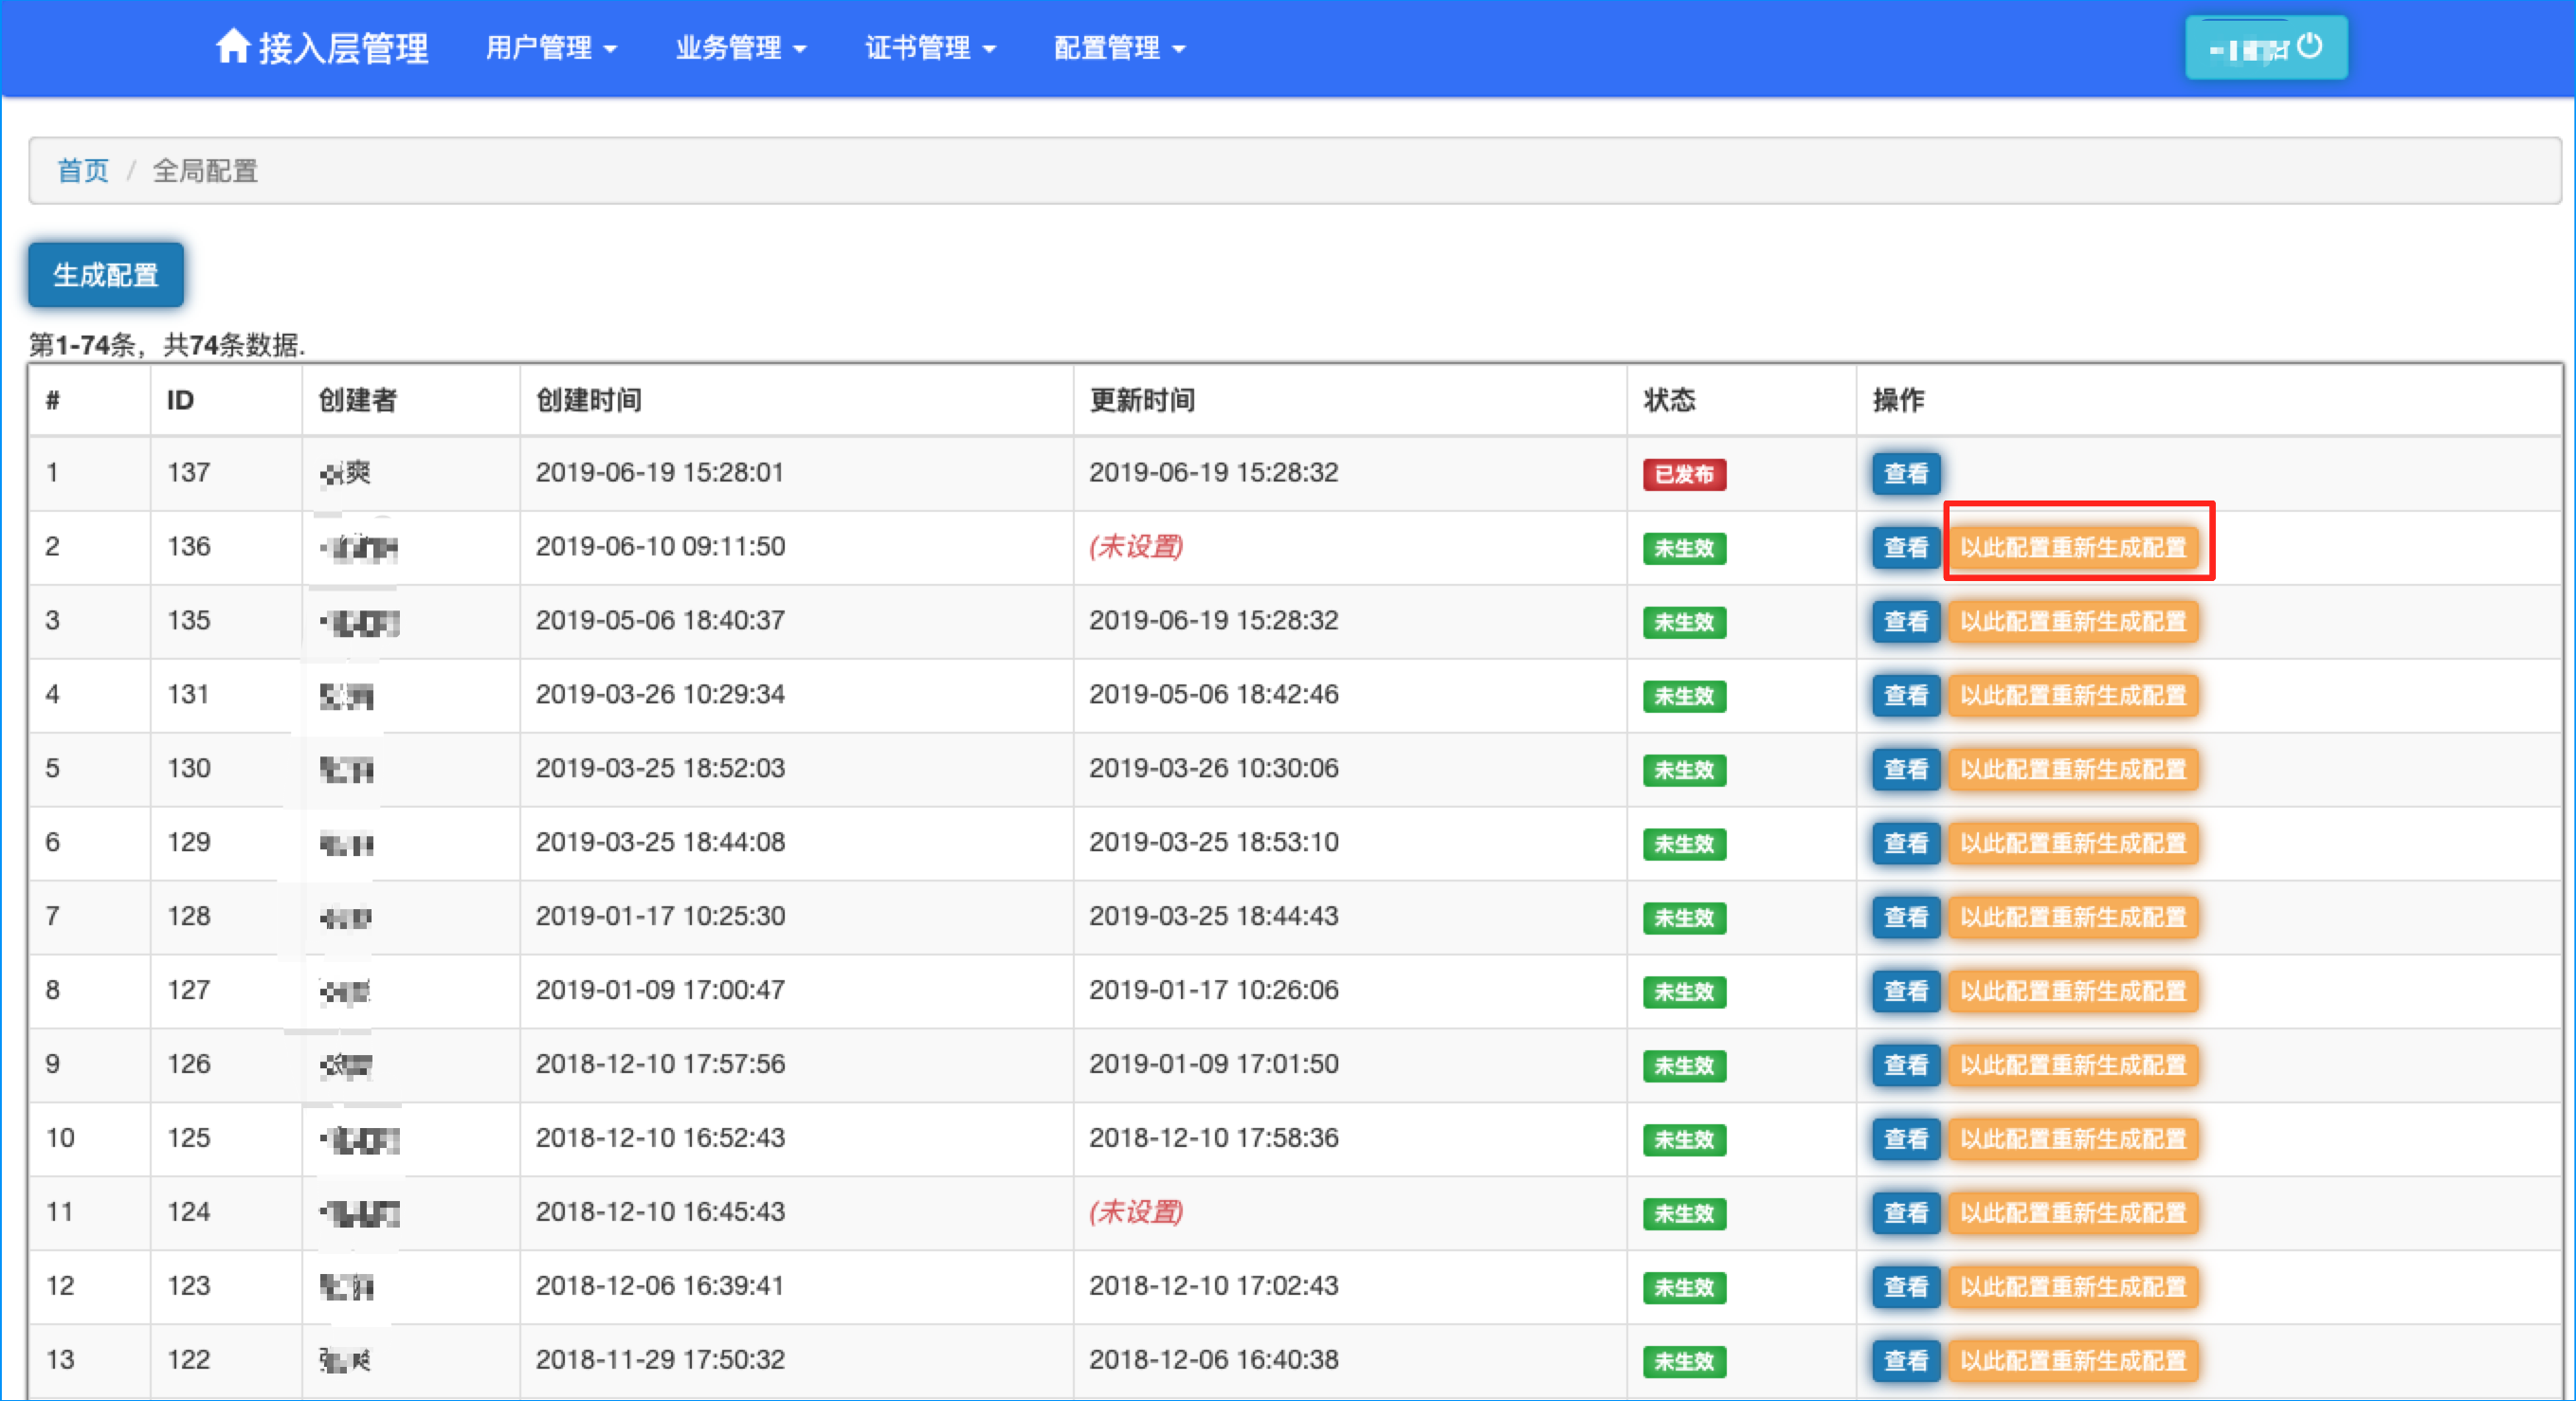 接入层管理 用户管理 业务管理 证书管理 配置管理
首页 / 全局配置
生成配置
第1-74条，共74条数据.
# ID 创建者 创建时间 更新时间 状态 操作
1 137 爽 2019-06-19 15:28:01 2019-06-19 15:28:32 已发布 查看
2 136 2019-06-10 09:11:50 (未设置) 未生效 查看 以此配置重新生成配置
3 135 2019-05-06 18:40:37 2019-06-19 15:28:32 未生效 查看 以此配置重新生成配置
4 131 2019-03-26 10:29:34 2019-05-06 18:42:46 未生效 查看 以此配置重新生成配置
5 130 2019-03-25 18:52:03 2019-03-26 10:30:06 未生效 查看 以此配置重新生成配置
6 129 2019-03-25 18:44:08 2019-03-25 18:53:10 未生效 查看 以此配置重新生成配置
7 128 2019-01-17 10:25:30 2019-03-25 18:44:43 未生效 查看 以此配置重新生成配置
8 127 2019-01-09 17:00:47 2019-01-17 10:26:06 未生效 查看 以此配置重新生成配置
9 126 2018-12-10 17:57:56 2019-01-09 17:01:50 未生效 查看 以此配置重新生成配置
10 125 2018-12-10 16:52:43 2018-12-10 17:58:36 未生效 查看 以此配置重新生成配置
11 124 2018-12-10 16:45:43 (未设置) 未生效 查看 以此配置重新生成配置
12 123 2018-12-06 16:39:41 2018-12-10 17:02:43 未生效 查看 以此配置重新生成配置
13 122 2018-11-29 17:50:32 2018-12-06 16:40:38 未生效 查看 以此配置重新生成配置